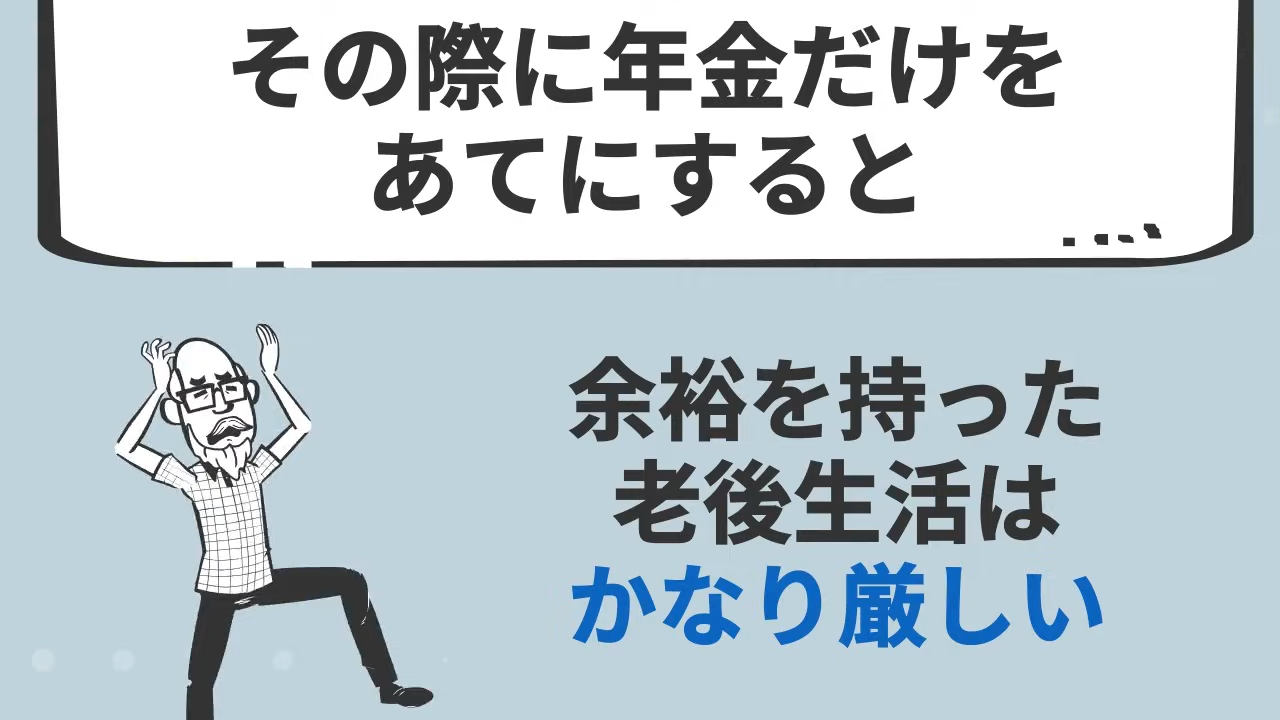 その際に年金だけを
あてにすると
余裕を持った
老後生活は
かなり厳しい